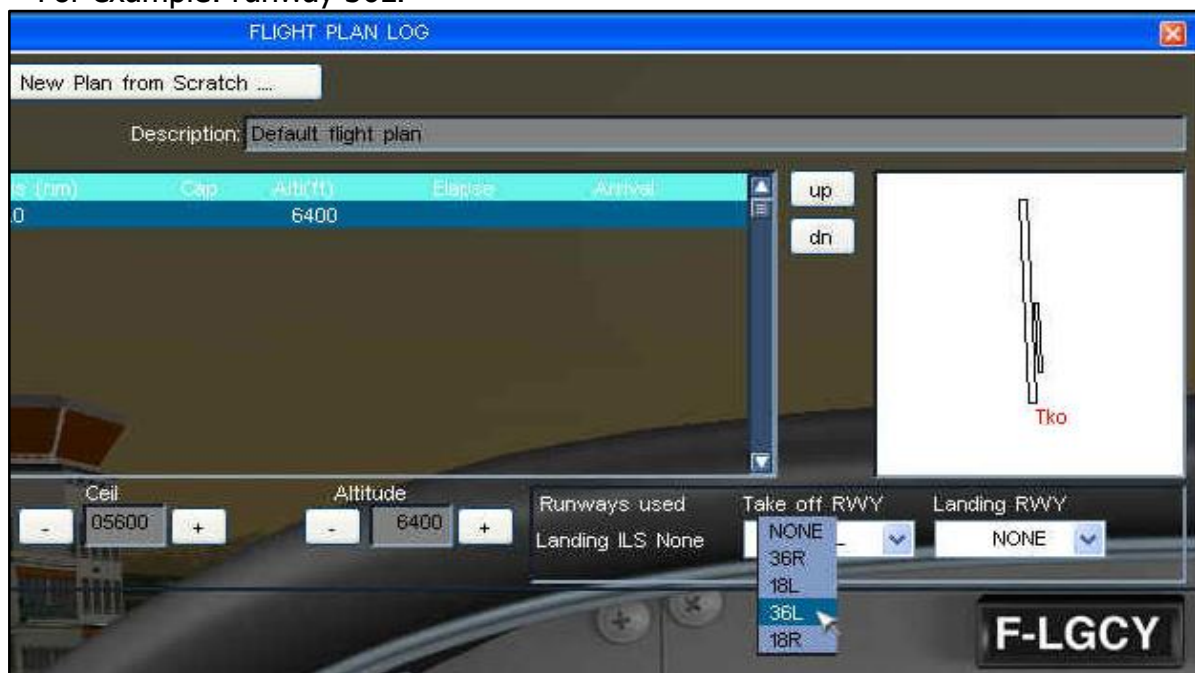 For example: runway 36L.
FLIGHT PLAN LOG
New Plan from Scratch ....
Description: Default flight plan
(nm) Cap Alti(ft) Elapse Arrival
0 6400
up
dn
Tko
Ceil Altitude
- 05600 + - 6400 +
Runways used Take off RWY Landing RWY
Landing ILS None NONE L NONE
36R
18L
36L
18R
F-LGCY